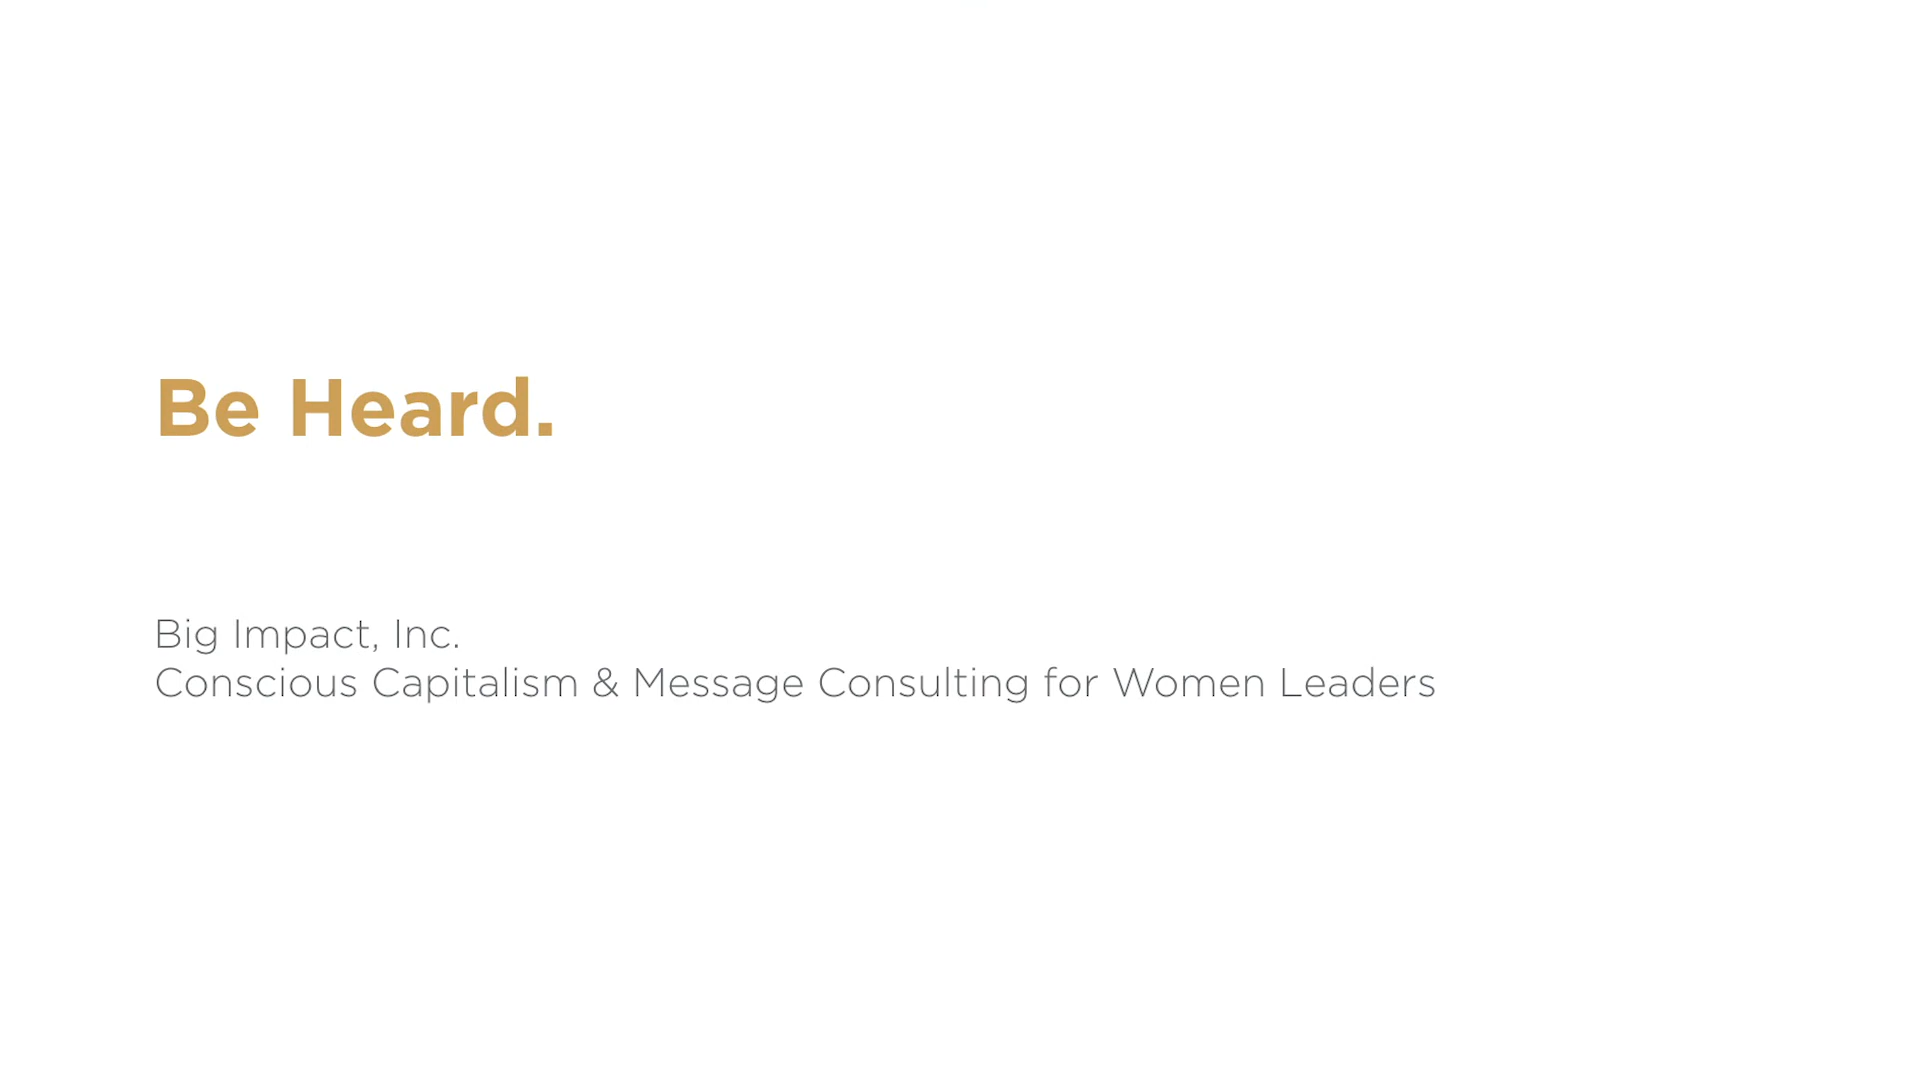 Be Heard.
Big Impact, Inc.
Conscious Capitalism & Message Consulting for Women Leaders